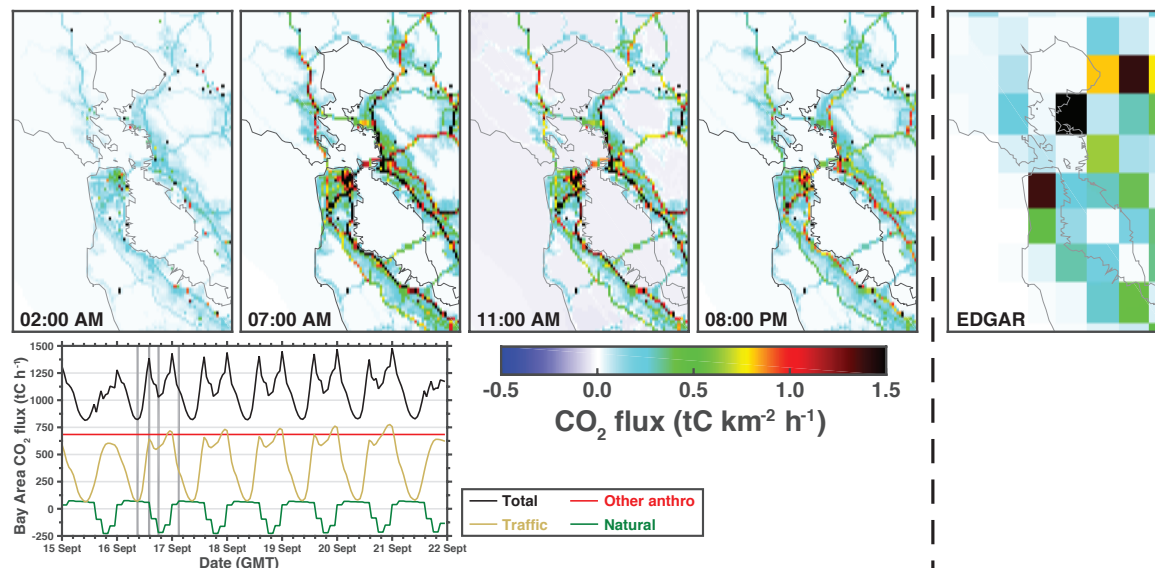 02:00 AM
07:00 AM
11:00 AM
08:00 PM
EDGAR
-0.5 0.0 0.5 1.0 1.5
CO2 flux (tC km-2 h-1)
Bay Area CO2 flux (tC h-1)
1500
1250
1000
750
500
250
0
-250
15 Sept 16 Sept 17 Sept 18 Sept 19 Sept 20 Sept 21 Sept 22 Sept
Date (GMT)
Total Other anthro
Traffic Natural